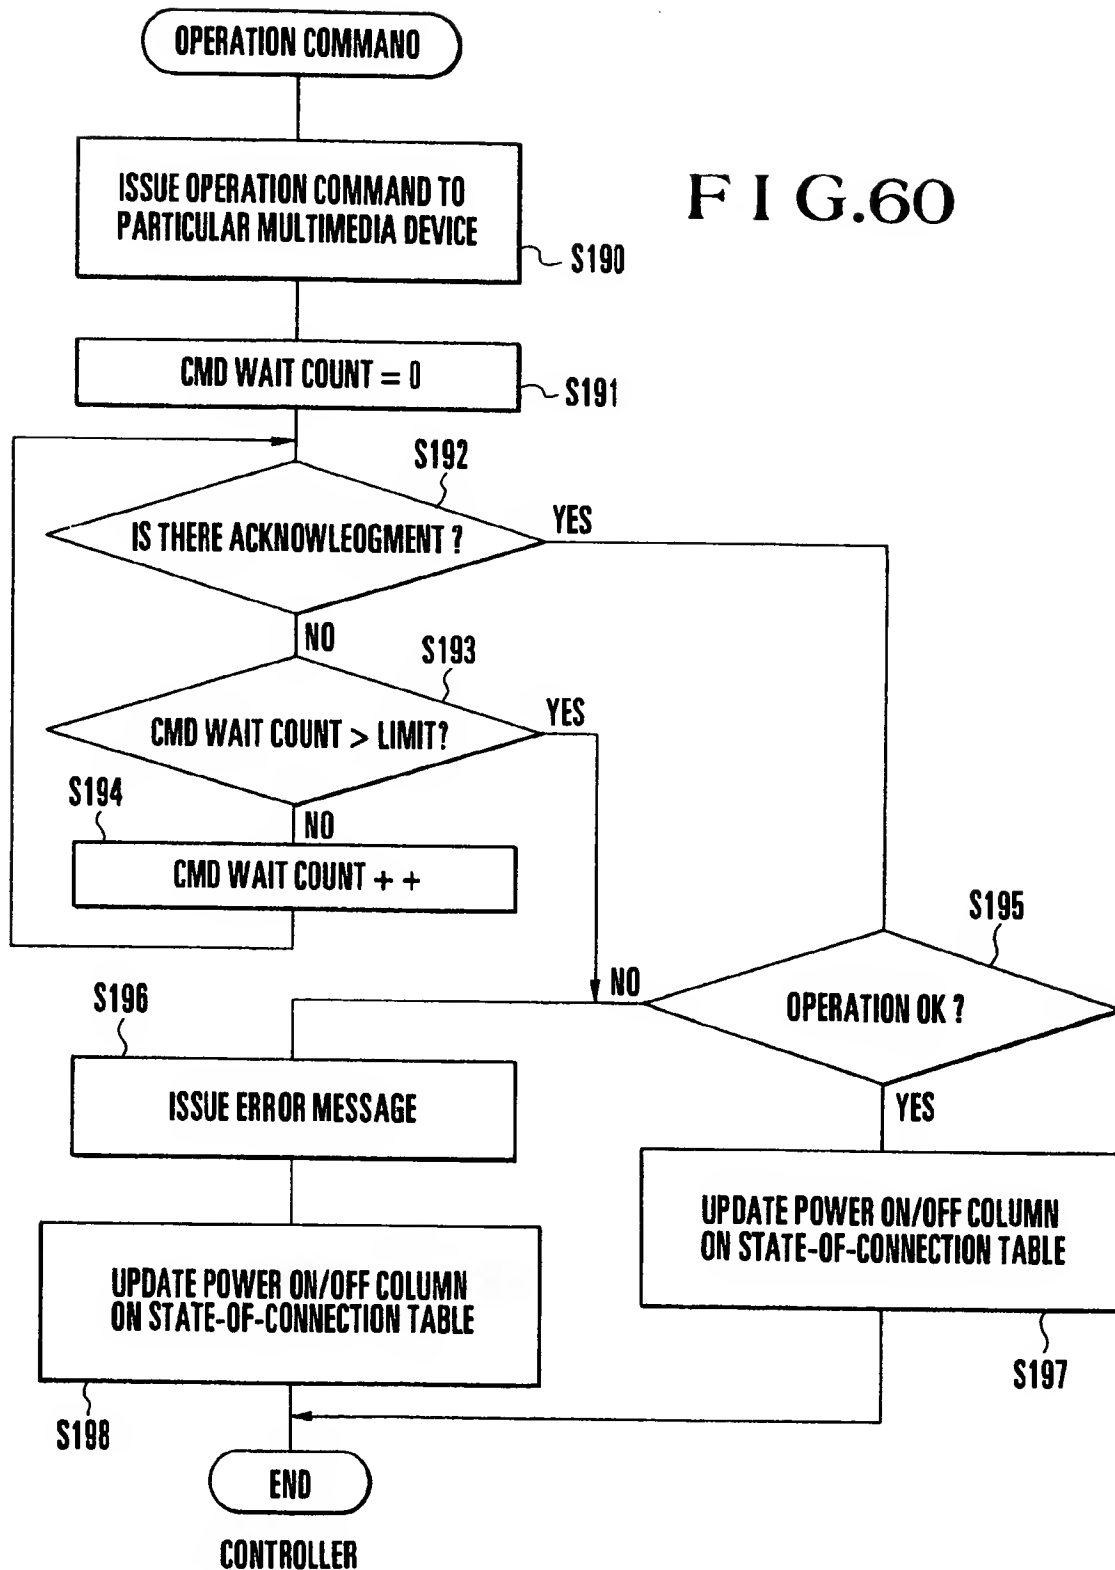 OPERATION COMMANO
ISSUE OPERATION COMMAND TO
PARTICULAR MULTIMEDIA DEVICE
S190
F I G.60
CMD WAIT COUNT = 0
S191
S192
IS THERE ACKNOWLEOGMENT ?
YES
NO
S193
CMD WAIT COUNT > LIMIT?
YES
S194
NO
CMD WAIT COUNT + +
S195
OPERATION OK ?
NO
YES
S196
ISSUE ERROR MESSAGE
UPDATE POWER ON/OFF COLUMN
ON STATE-OF-CONNECTION TABLE
S197
UPDATE POWER ON/OFF COLUMN
ON STATE-OF-CONNECTION TABLE
S198
END
CONTROLLER